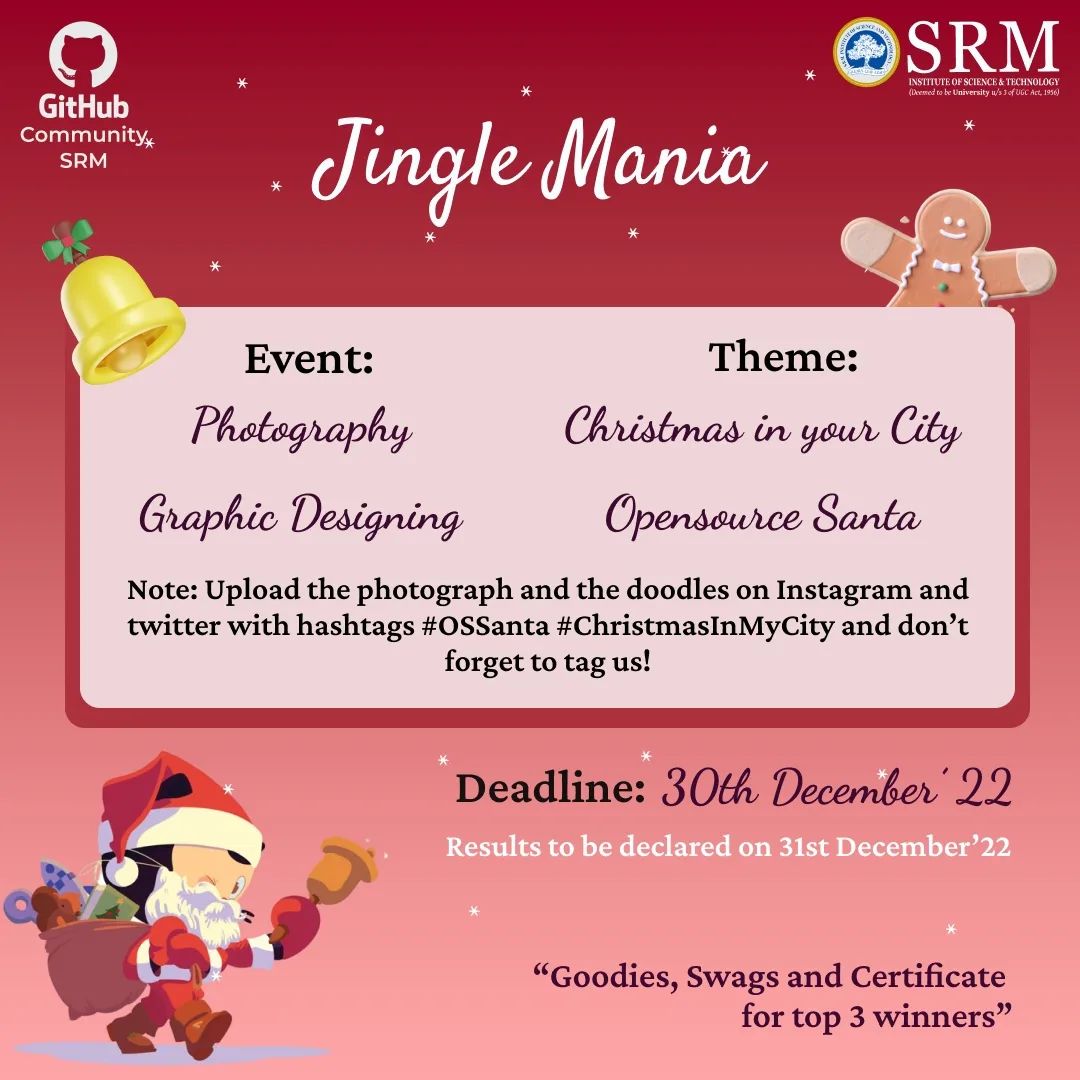 GitHub
Community
SRM
SRM
INSTITUTE OF SCIENCE & TECHNOLOGY
(Deemed to be University u/s 3 of UGC Act, 1956)
Jingle Mania
Event:
Theme:
Photography
Christmas in your City
Graphic Designing
Opensource Santa
Note: Upload the photograph and the doodles on Instagram and
twitter with hashtags #OSSanta #ChristmasInMyCity and don’t
forget to tag us!
Deadline: 30th December’ 22
Results to be declared on 31st December’22
“Goodies, Swags and Certificate
for top 3 winners”